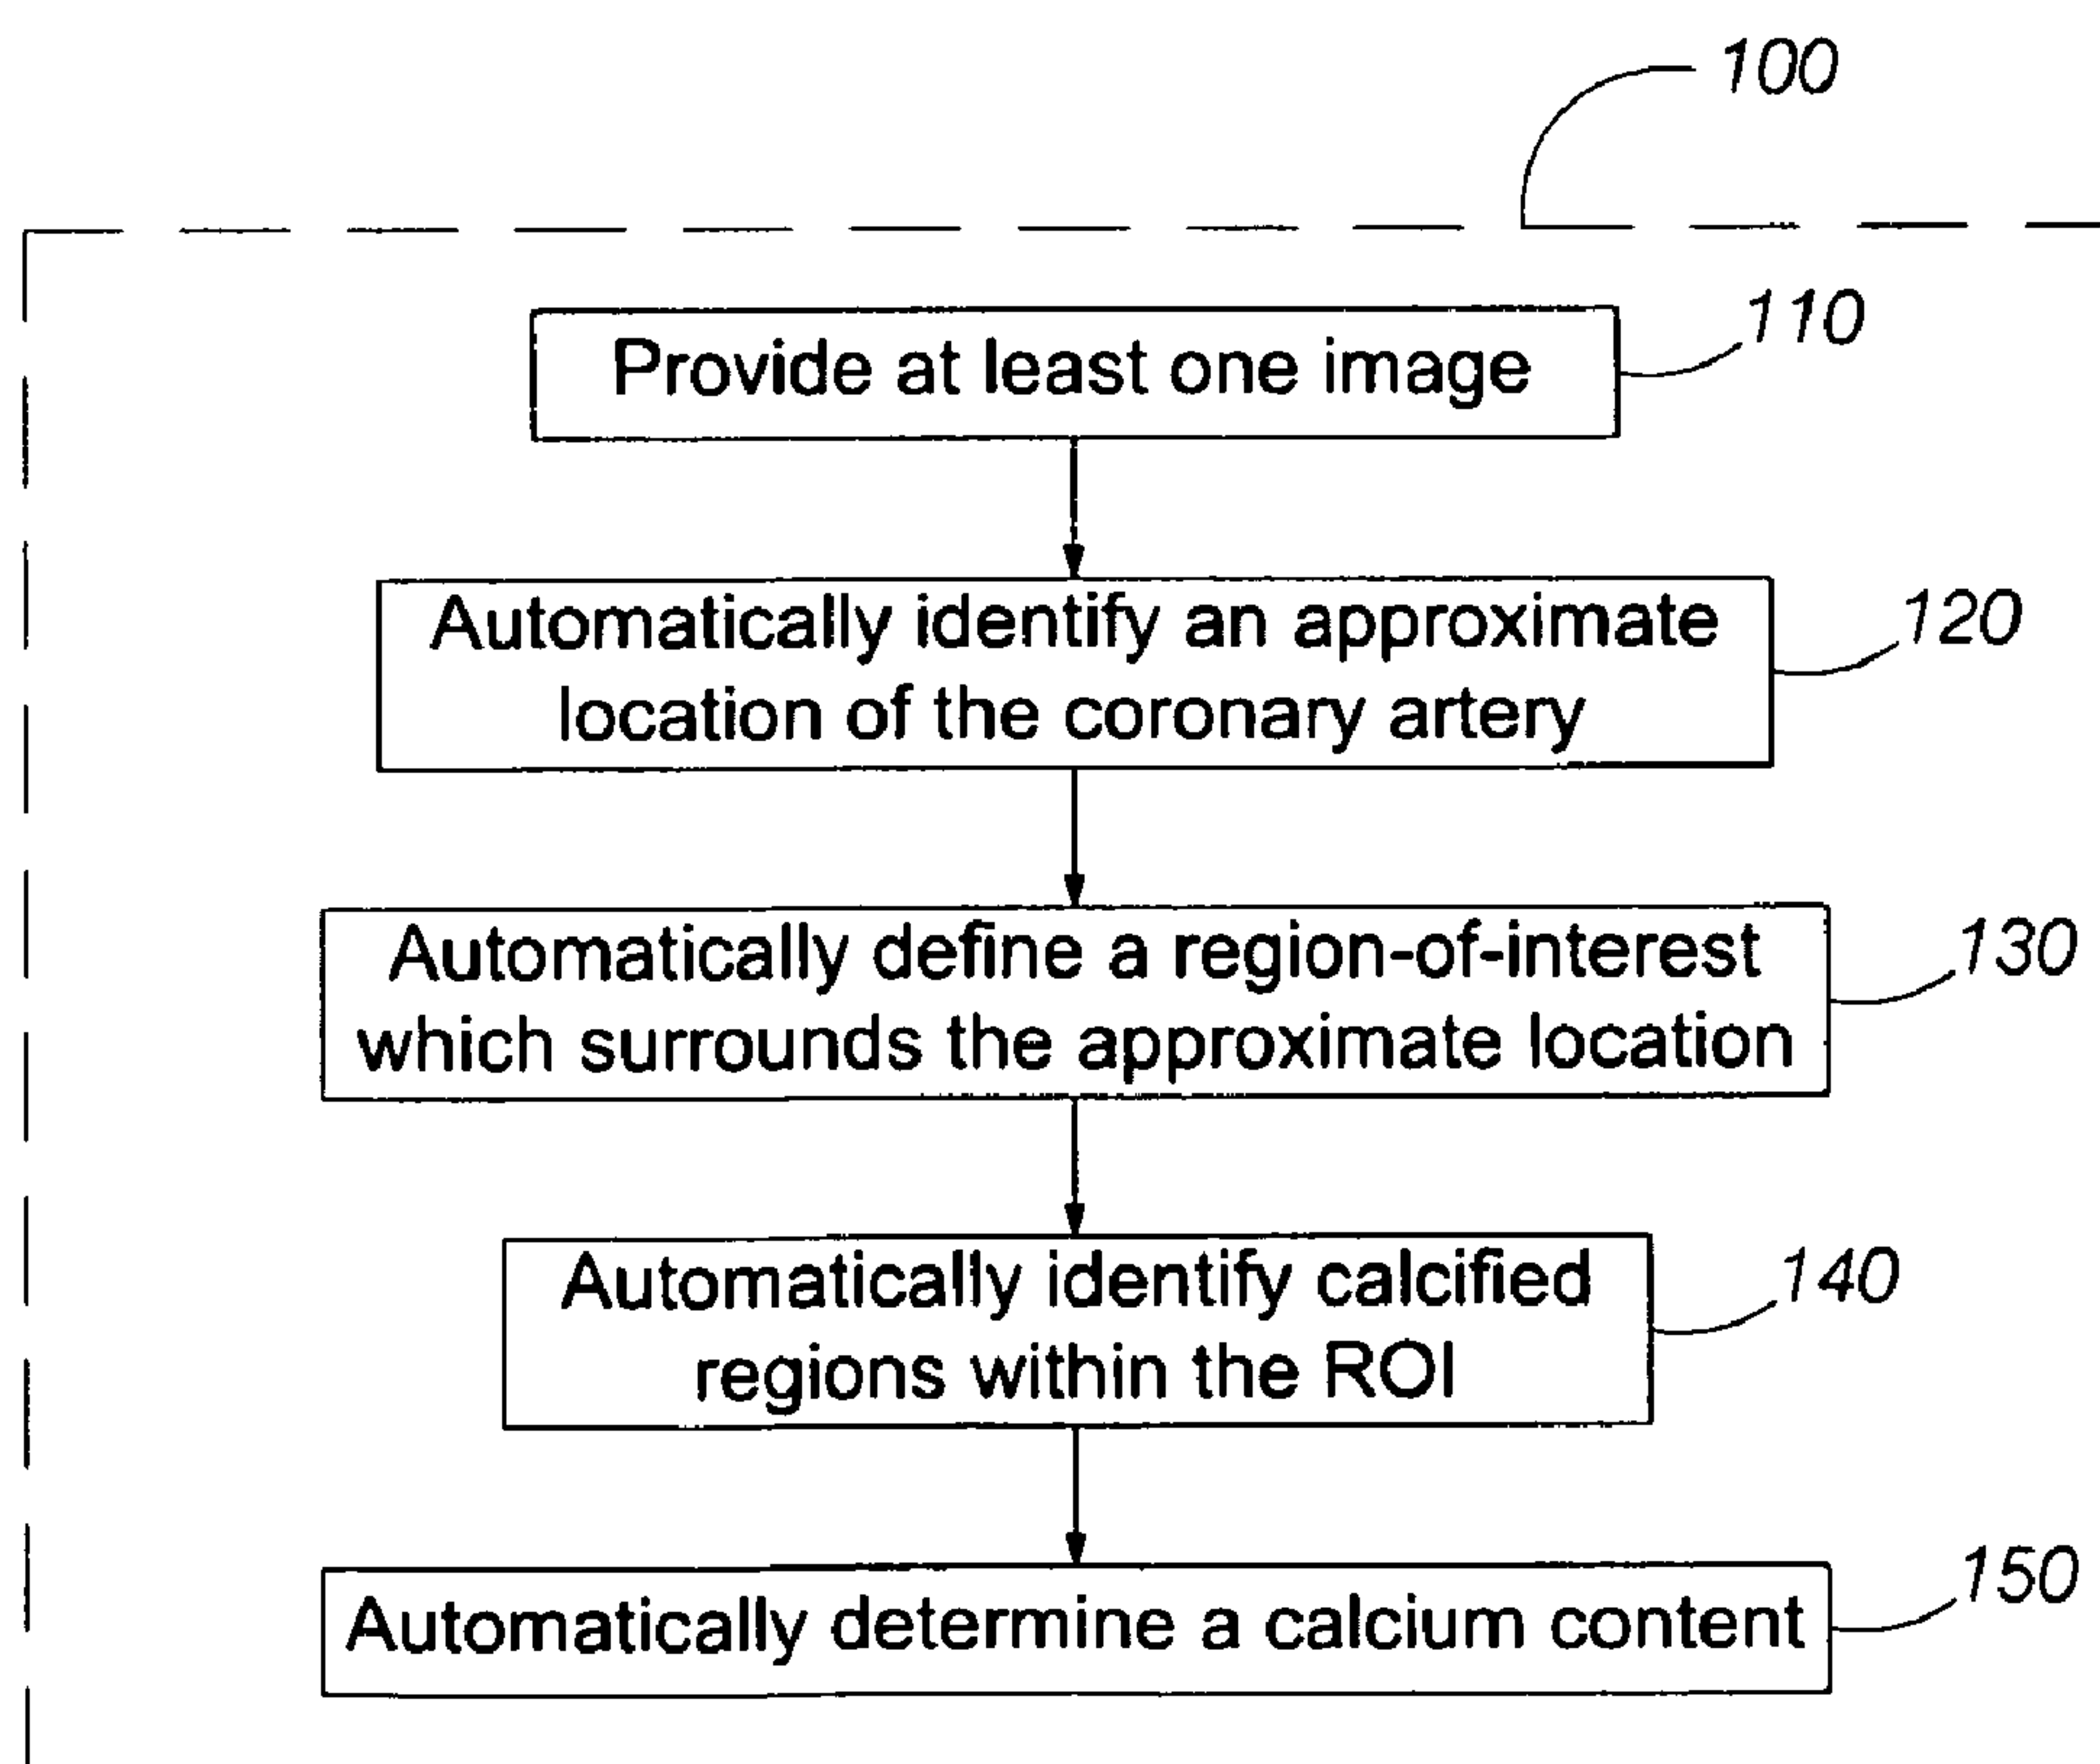 100
110
Provide at least one image
120
Automatically identify an approximate
location of the coronary artery
130
Automatically define a region-of-interest
which surrounds the approximate location
140
Automatically identify calcified
regions within the ROI
150
Automatically determine a calcium content